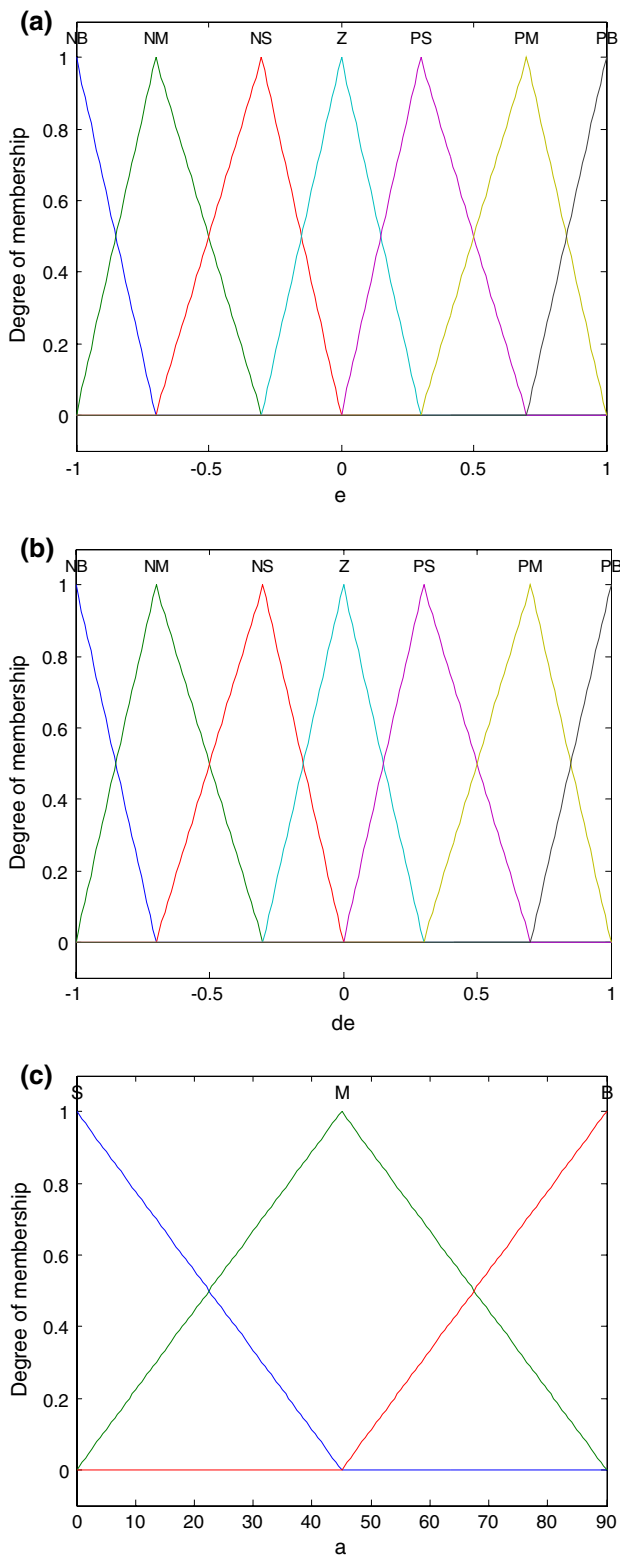 (a)
NB NM NS Z PS PM PB
1
0.8
0.6
0.4
0.2
0
Degree of membership
-1 -0.5 0 0.5 1
e
(b)
NB NM NS Z PS PM PB
1
0.8
0.6
0.4
0.2
0
Degree of membership
-1 -0.5 0 0.5 1
de
(c)
S M B
1
0.8
0.6
0.4
0.2
0
Degree of membership
0 10 20 30 40 50 60 70 80 90
a